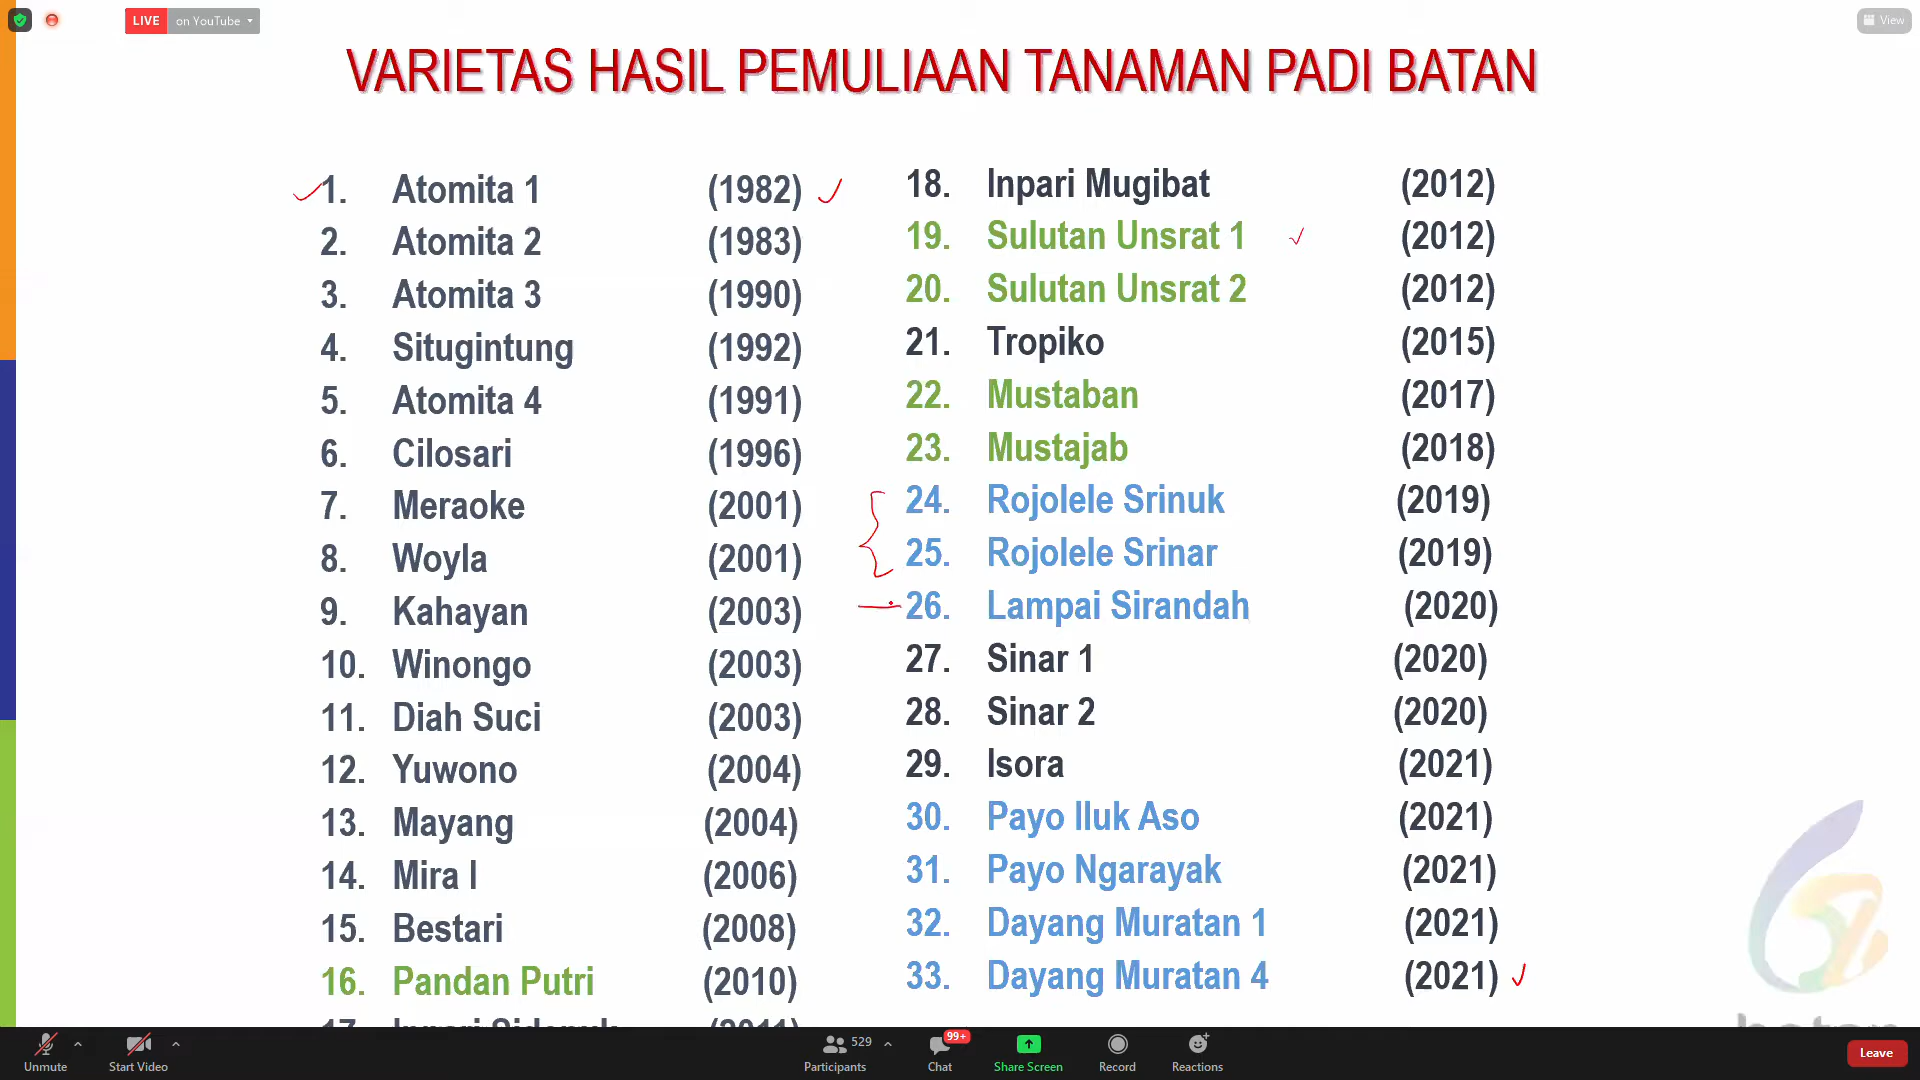 LIVE on YouTube
View
VARIETAS HASIL PEMULIAAN TANAMAN PADI BATAN
1. Atomita 1 (1982)
2. Atomita 2 (1983)
3. Atomita 3 (1990)
4. Situgintung (1992)
5. Atomita 4 (1991)
6. Cilosari (1996)
7. Meraoke (2001)
8. Woyla (2001)
9. Kahayan (2003)
10. Winongo (2003)
11. Diah Suci (2003)
12. Yuwono (2004)
13. Mayang (2004)
14. Mira I (2006)
15. Bestari (2008)
16. Pandan Putri (2010)
17. Inpari Sidenuk (2011)
18. Inpari Mugibat (2012)
19. Sulutan Unsrat 1 (2012)
20. Sulutan Unsrat 2 (2012)
21. Tropiko (2015)
22. Mustaban (2017)
23. Mustajab (2018)
24. Rojolele Srinuk (2019)
25. Rojolele Srinar (2019)
26. Lampai Sirandah (2020)
27. Sinar 1 (2020)
28. Sinar 2 (2020)
29. Isora (2021)
30. Payo Iluk Aso (2021)
31. Payo Ngarayak (2021)
32. Dayang Muratan 1 (2021)
33. Dayang Muratan 4 (2021)
batan
Unmute
Start Video
529
Participants
99+
Chat
Share Screen
Record
Reactions
Leave